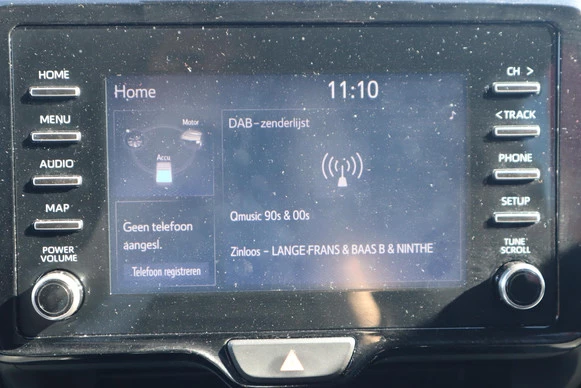 HOME
MENU
AUDIO
MAP
POWER
VOLUME
Home
11:10
Motor
Accu
Geen telefoon
aangesl.
Telefoon registreren
DAB-zenderlijst
Qmusic 90s & 00s
Zinloos - LANGE FRANS & BAAS B & NINTHE
CH >
< TRACK
PHONE
SETUP
TUNE
SCROLL